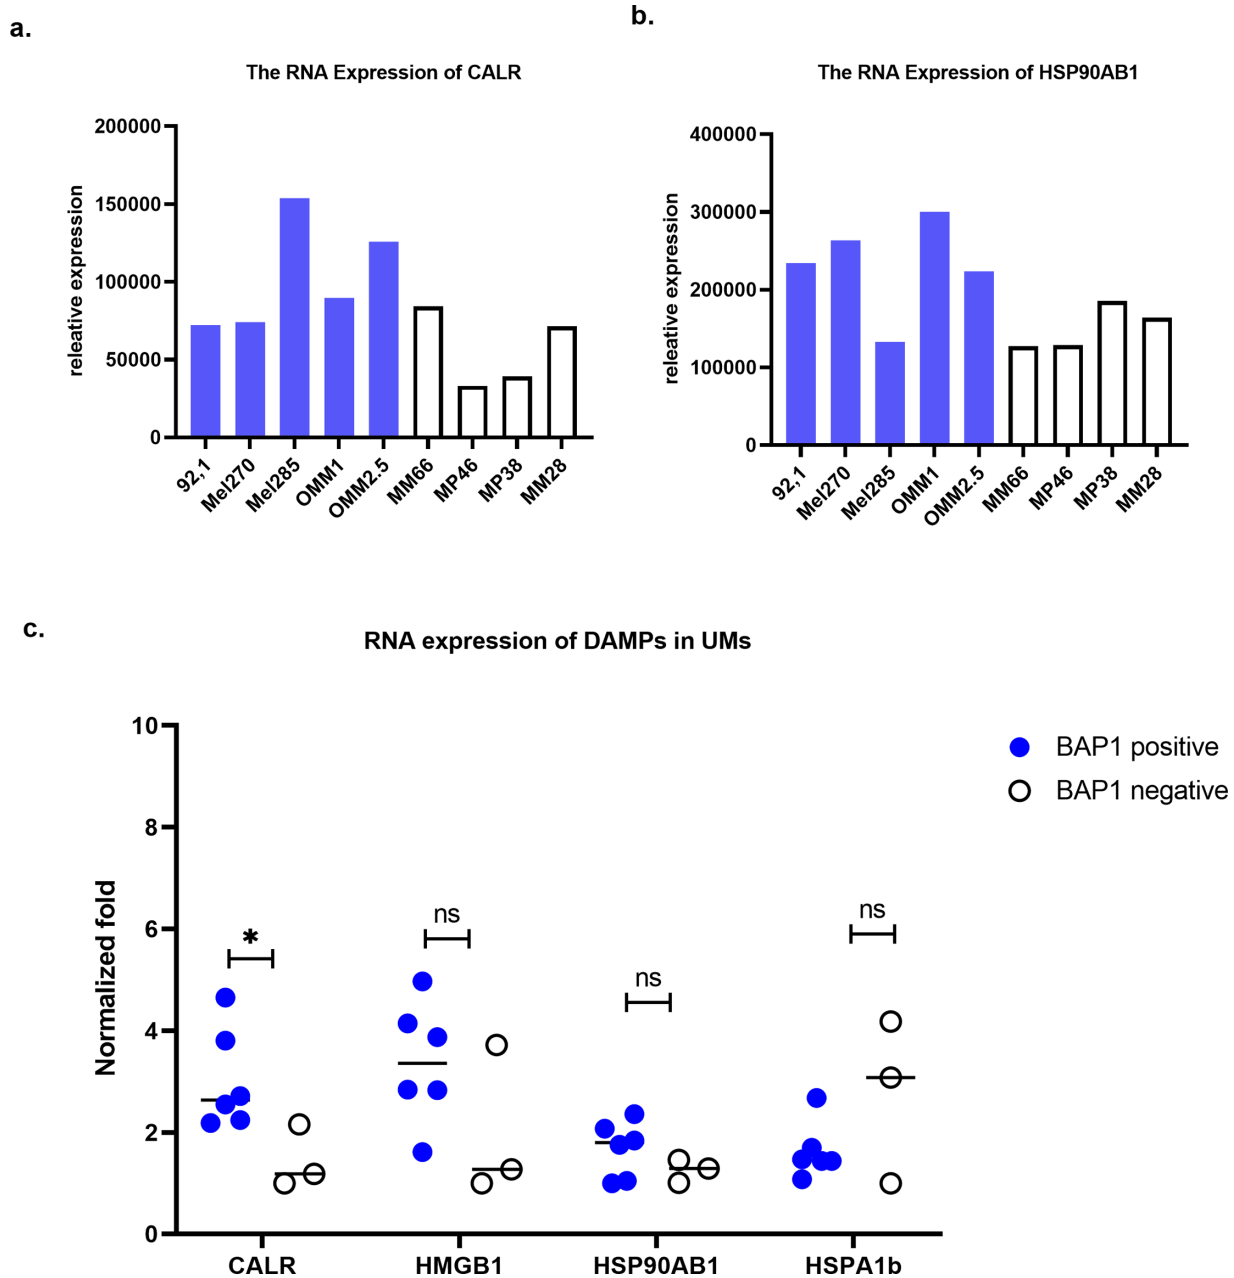 a.
The RNA Expression of CALR
releative expression
200000
150000
100000
50000
0
92,1
Mel270
Mel285
OMM1
OMM2.5
MM66
MP46
MP38
MM28
b.
The RNA Expression of HSP90AB1
releative expression
400000
300000
200000
100000
0
92,1
Mel270
Mel285
OMM1
OMM2.5
MM66
MP46
MP38
MM28
c.
RNA expression of DAMPs in UMs
Normalized fold
10
8
6
4
2
0
*
ns
ns
ns
CALR
HMGB1
HSP90AB1
HSPA1b
BAP1 positive
BAP1 negative